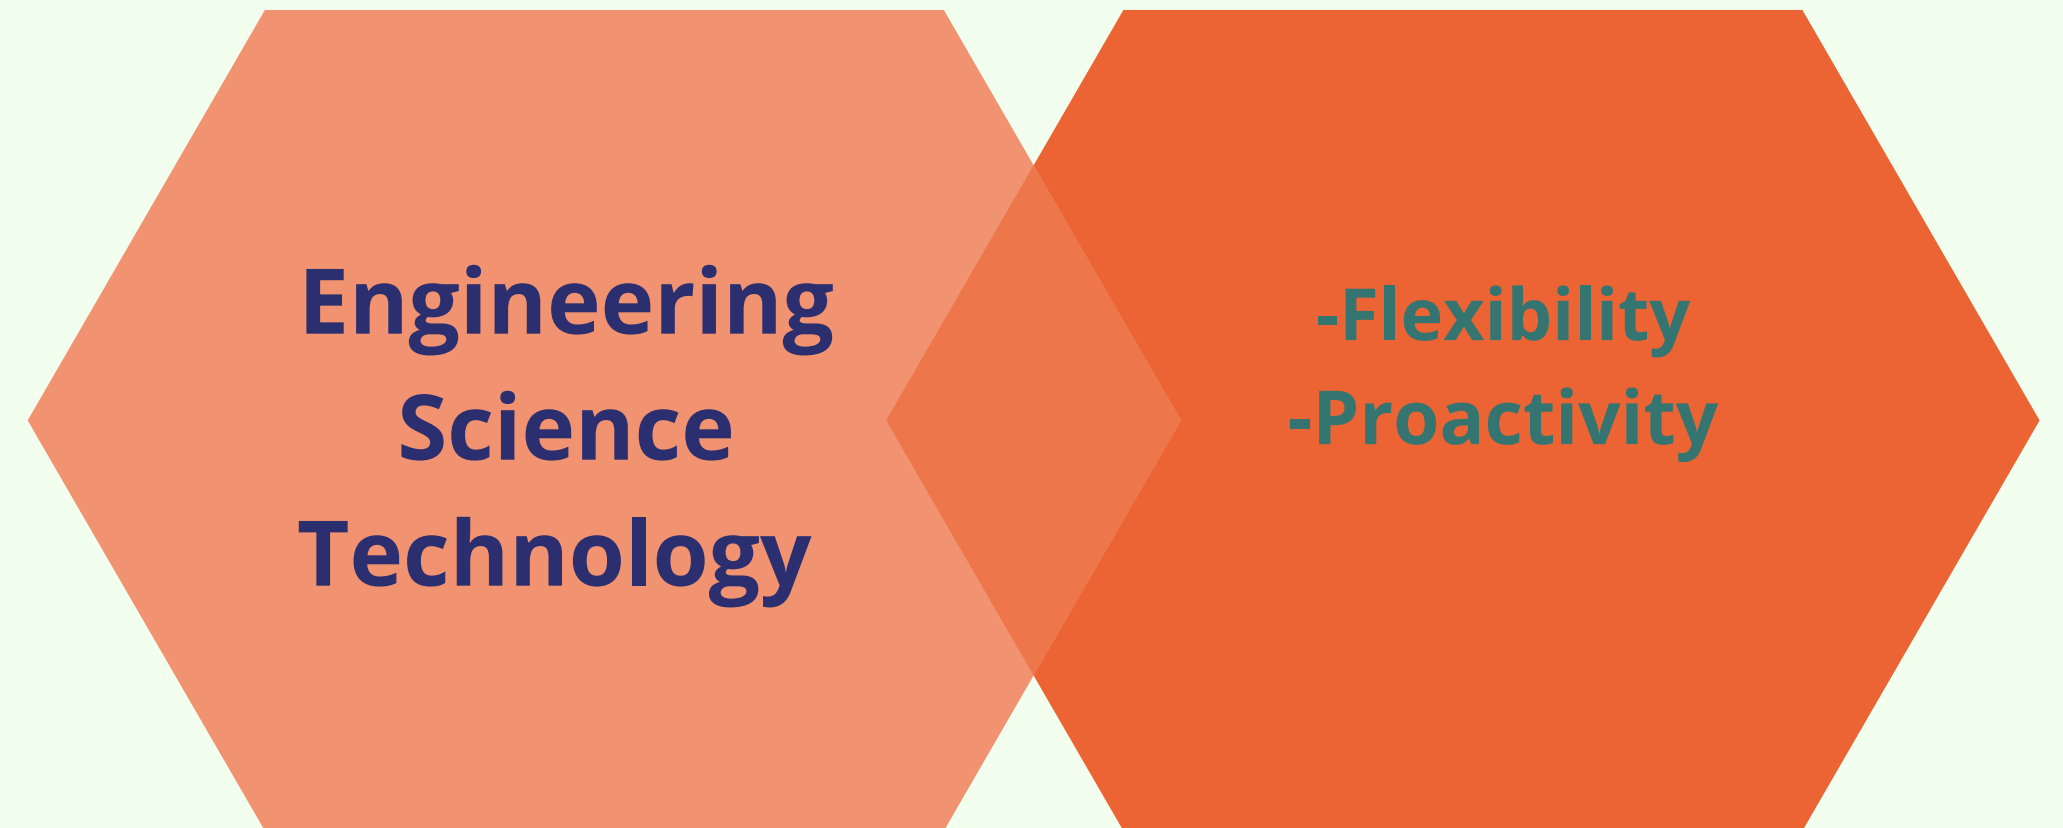 Engineering
Science
Technology
-Flexibility
-Proactivity